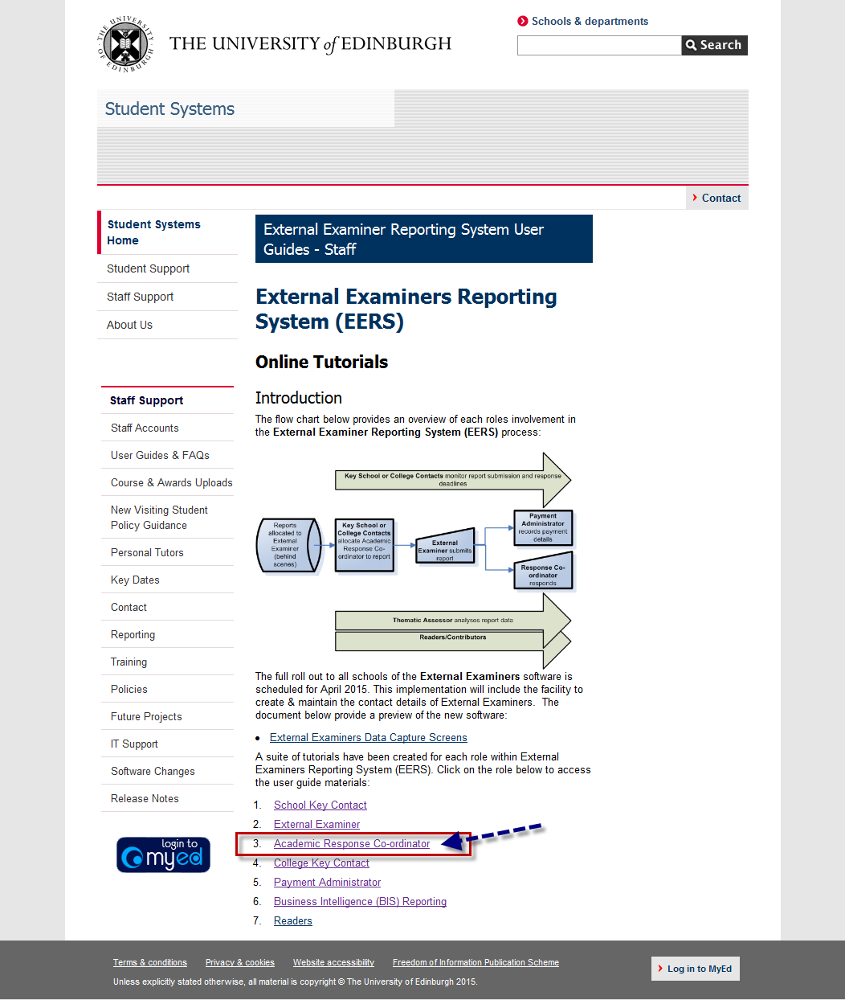 THE UNIVERSITY OF EDINBURGH
THE UNIVERSITY of EDINBURGH
Schools & departments
Search
Student Systems
Contact
Student Systems
Home
Student Support
Staff Support
About Us
Staff Support
Staff Accounts
User Guides & FAQs
Course & Awards Uploads
New Visiting Student
Policy Guidance
Personal Tutors
Key Dates
Contact
Reporting
Training
Policies
Future Projects
IT Support
Software Changes
Release Notes
login to
myed
External Examiner Reporting System User
Guides - Staff
External Examiners Reporting
System (EERS)
Online Tutorials
Introduction
The flow chart below provides an overview of each roles involvement in
the External Examiner Reporting System (EERS) process:
Key School or College Contacts monitor report submission and response
deadlines
Reports
allocated to
External
Examiner
(behind
scenes)
Key School or
College Contacts
allocate Academic
Response Co-
ordinator to report
External
Examiner submits
report
Payment
Administrator
records payment
details
Response Co-
ordinator
responds
Thematic Assessor analyses report data
Readers/Contributors
The full roll out to all schools of the External Examiners software is
scheduled for April 2015. This implementation will include the facility to
create & maintain the contact details of External Examiners.  The
document below provide a preview of the new software:
• External Examiners Data Capture Screens
A suite of tutorials have been created for each role within External
Examiners Reporting System (EERS). Click on the role below to access
the user guide materials:
1. School Key Contact
2. External Examiner
3. Academic Response Co-ordinator
4. College Key Contact
5. Payment Administrator
6. Business Intelligence (BIS) Reporting
7. Readers
Terms & conditions Privacy & cookies Website accessibility Freedom of Information Publication Scheme
Unless explicitly stated otherwise, all material is copyright © The University of Edinburgh 2015.
Log in to MyEd